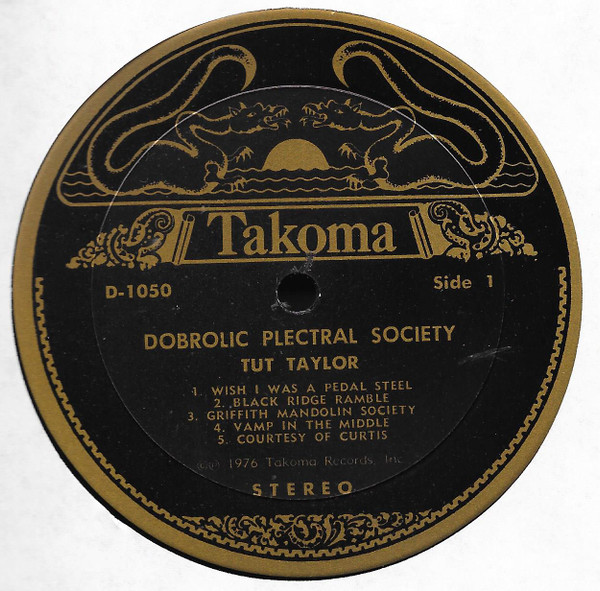 Takoma
D-1050
Side 1
DOBROLIC PLECTRAL SOCIETY
TUT TAYLOR
1. WISH I WAS A PEDAL STEEL
2. BLACK RIDGE RAMBLE
3. GRIFFITH MANDOLIN SOCIETY
4. VAMP IN THE MIDDLE
5. COURTESY OF CURTIS
1976 Takoma Records, Inc.
STEREO